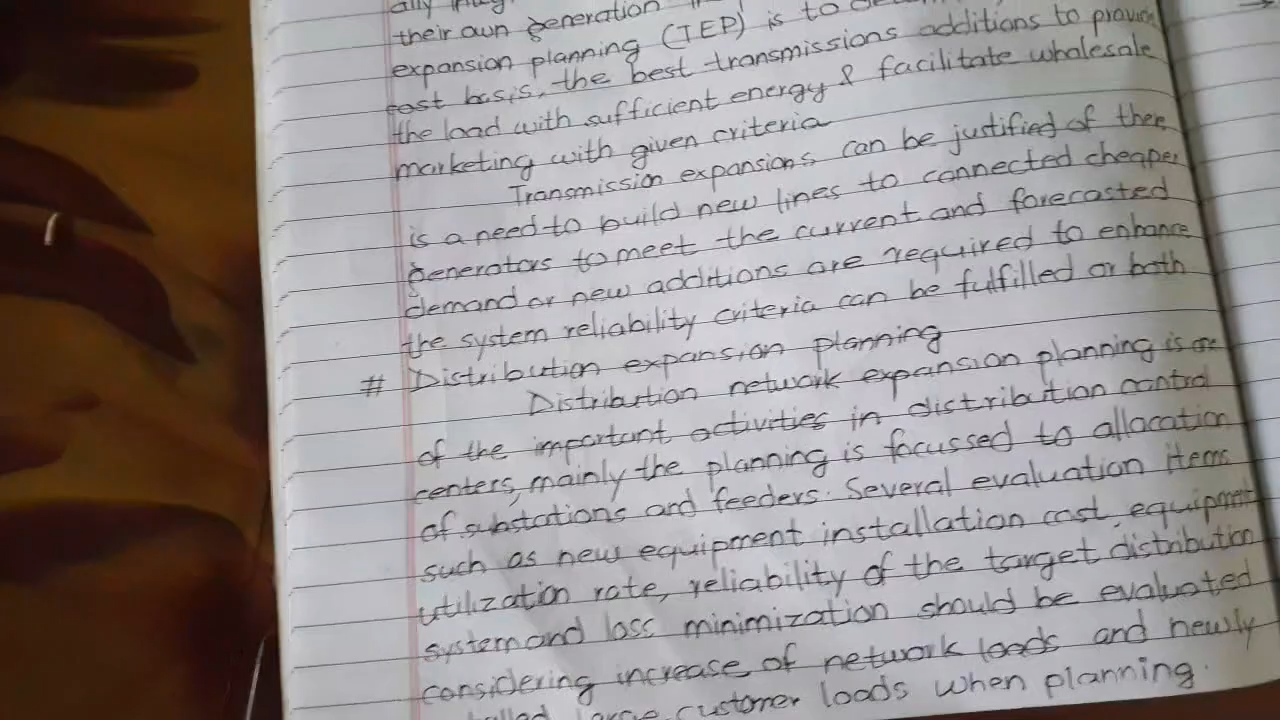 ally
their own generation
expansion planning (TEP) is to
cost basis, the best transmissions additions to provide
the load with sufficient energy & facilitate wholesale
marketing with given criteria
Transmission expansions can be justified of there
is a need to build new lines to connected cheaper
generators to meet the current and forecasted
demand or new additions are required to enhance
the system reliability criteria can be fulfilled or both
# Distribution expansion planning
Distribution network expansion planning is one
of the important activities in distribution control
centers, mainly the planning is focussed to allocation
of substations and feeders. Several evaluation items
such as new equipment installation cost, equipment
utilization rate, reliability of the target distribution
system and loss minimization should be evaluated
considering increase of network loads and newly
large customer loads when planning.